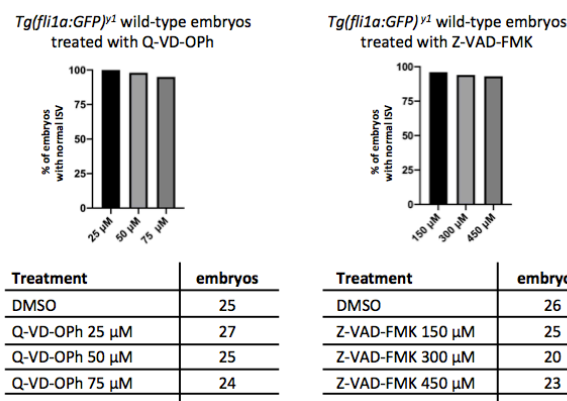 Tg(fli1a:GFP)y1 wild-type embryos
treated with Q-VD-OPh
% of embryos
with normal ISV
100
75
50
25
0
25 µM
50 µM
75 µM
Treatment embryos
DMSO 25
Q-VD-OPh 25 µM 27
Q-VD-OPh 50 µM 25
Q-VD-OPh 75 µM 24
Tg(fli1a:GFP) y1 wild-type embryos
treated with Z-VAD-FMK
% of embryos
with normal ISV
100
75
50
25
0
150 µM
300 µM
450 µM
Treatment embryo
DMSO 26
Z-VAD-FMK 150 µM 25
Z-VAD-FMK 300 µM 20
Z-VAD-FMK 450 µM 23